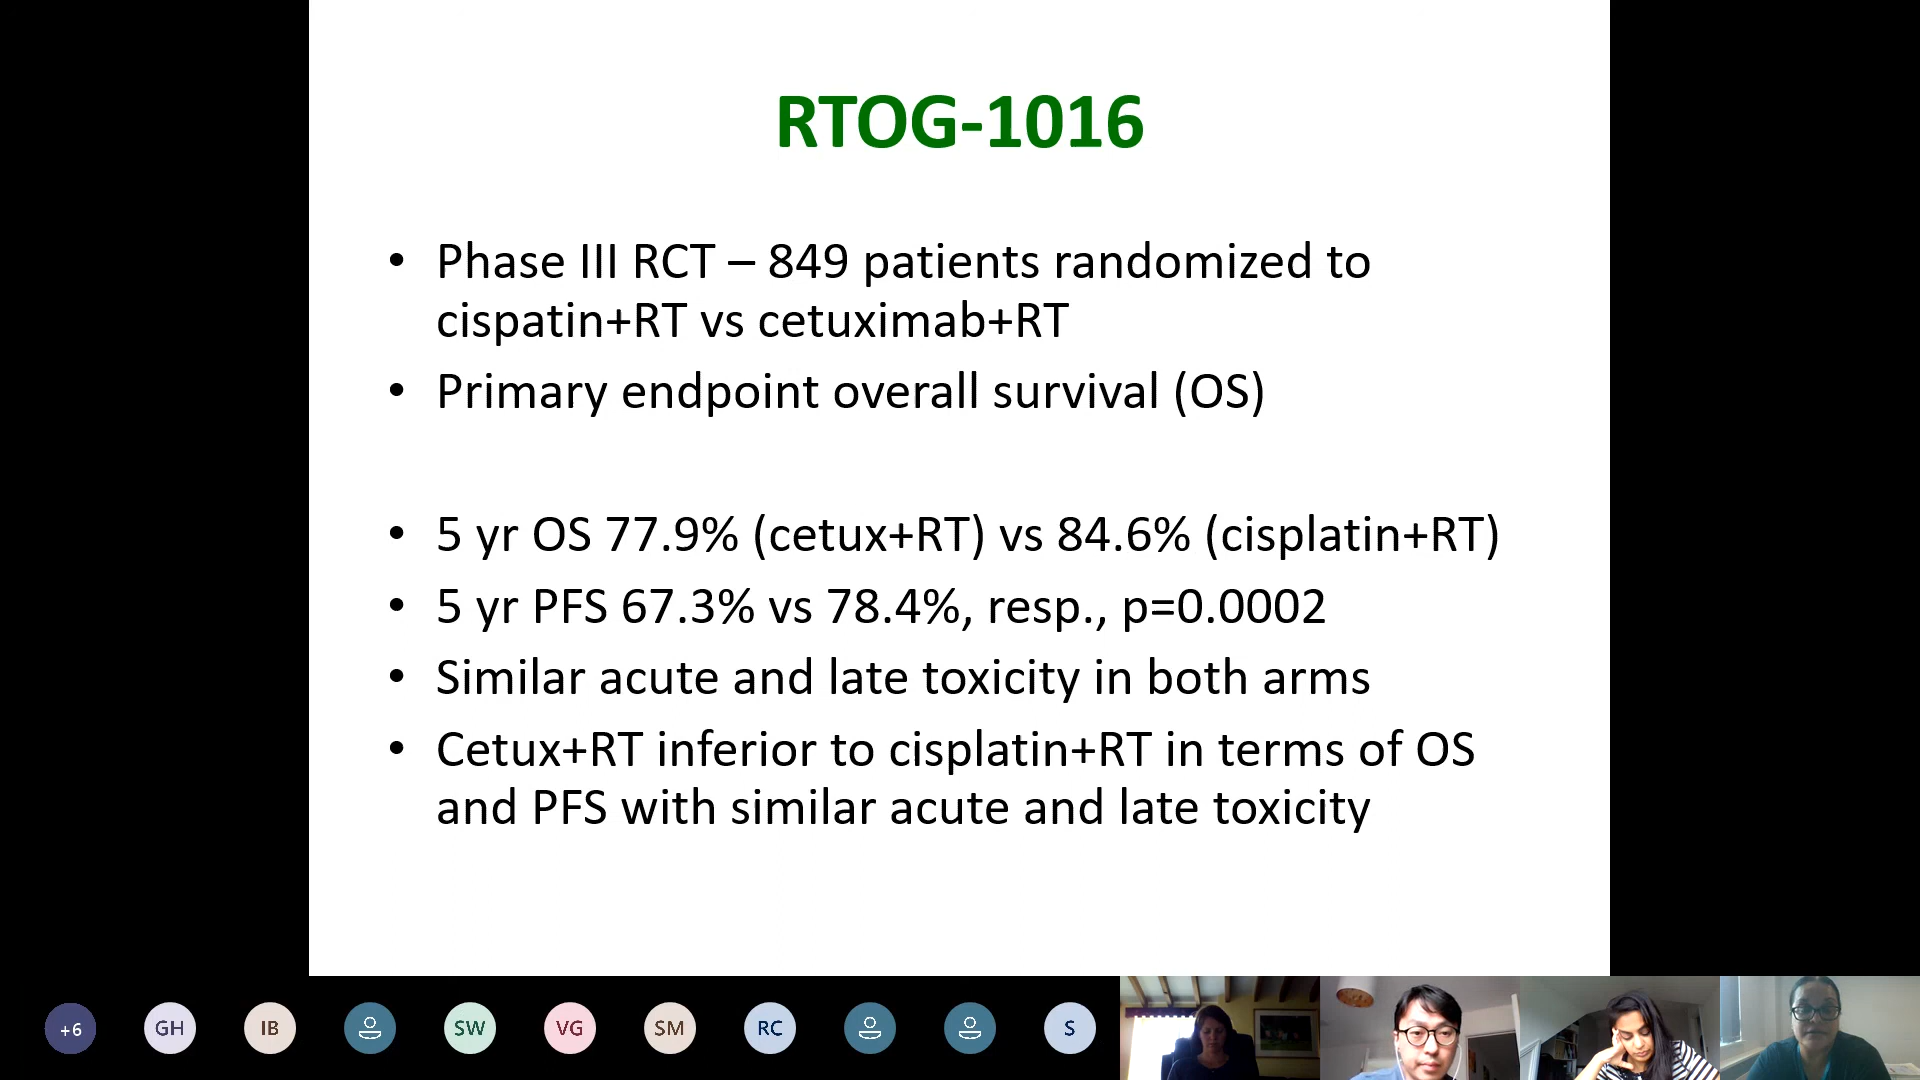 RTOG-1016
• Phase III RCT – 849 patients randomized to
cispatin+RT vs cetuximab+RT
• Primary endpoint overall survival (OS)
• 5 yr OS 77.9% (cetux+RT) vs 84.6% (cisplatin+RT)
• 5 yr PFS 67.3% vs 78.4%, resp., p=0.0002
• Similar acute and late toxicity in both arms
• Cetux+RT inferior to cisplatin+RT in terms of OS
and PFS with similar acute and late toxicity
+6 GH IB SW VG SM RC S